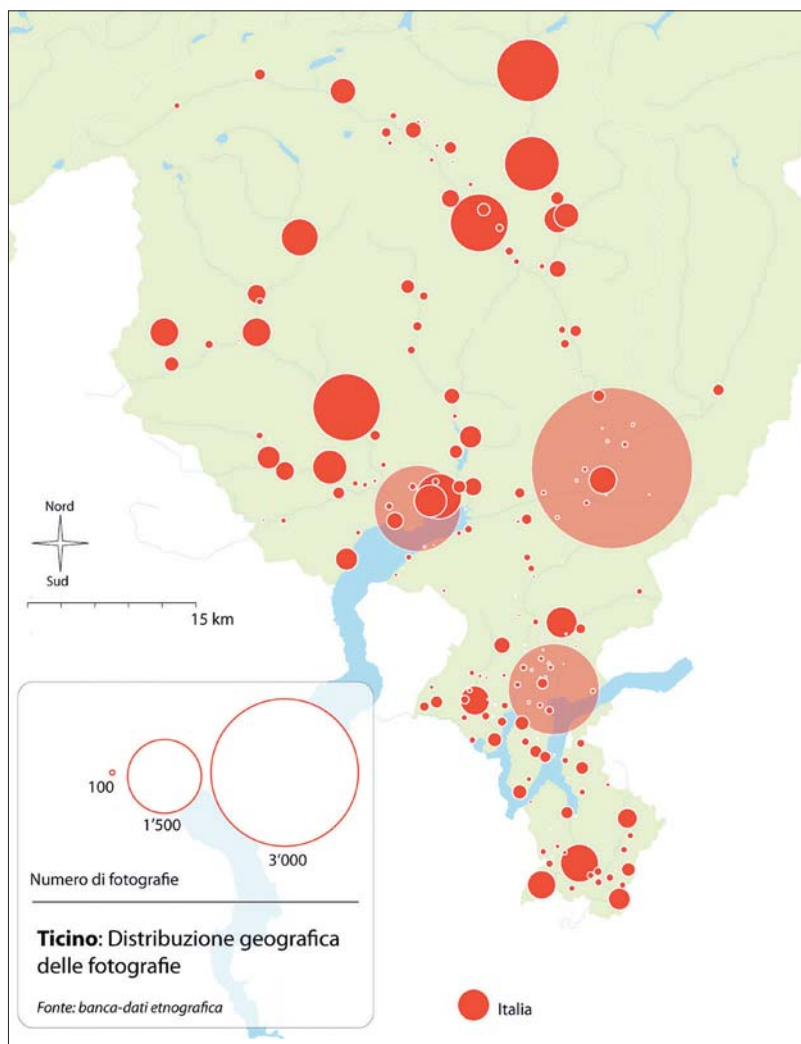 Nord
Sud
15 km
100
1'500
3'000
Numero di fotografie
Ticino: Distribuzione geografica
delle fotografie
Fonte: banca-dati etnografica
Italia